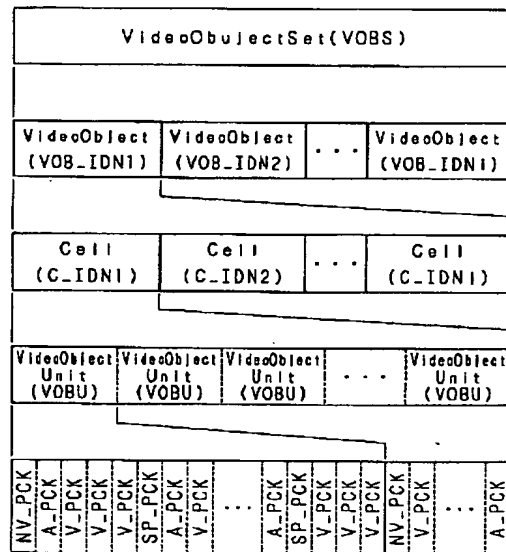 VideoObujectSet(VOBS)
VideoObject VideoObject ... VideoObject
(VOB_IDN1) (VOB_IDN2) (VOB_IDNi)
Cell Cell ... Cell
(C_IDN1) (C_IDN2) (C_IDNi)
VideoObject VideoObject VideoObject ... VideoObject
Unit Unit Unit Unit
(VOBU) (VOBU) (VOBU) (VOBU)
NV_PCK A_PCK V_PCK V_PCK V_PCK SP_PCK A_PCK V_PCK ... A_PCK SP_PCK V_PCK V_PCK V_PCK NV_PCK ... A_PCK